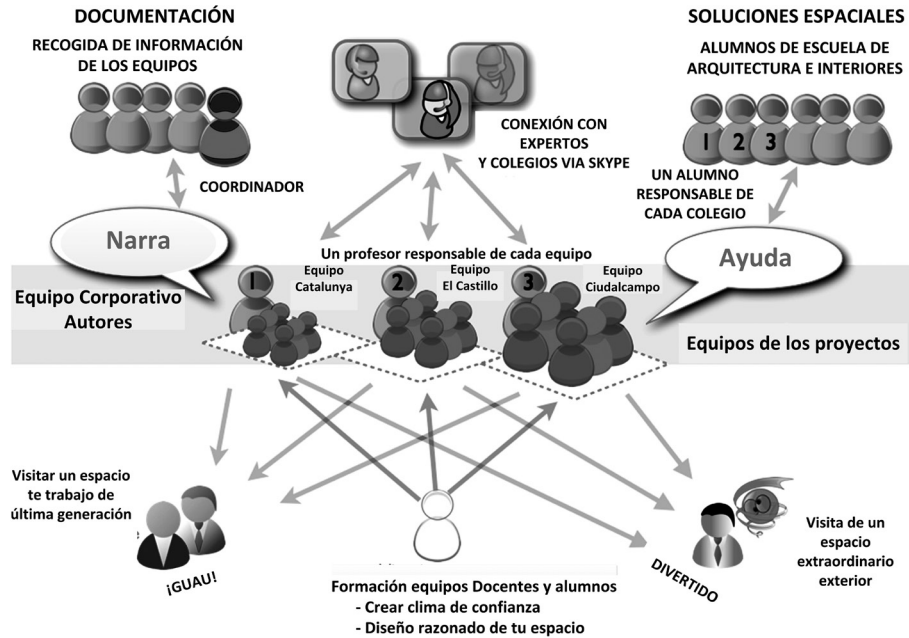 DOCUMENTACIÓN
RECOGIDA DE INFORMACIÓN
DE LOS EQUIPOS
COORDINADOR
CONEXIÓN CON
EXPERTOS
Y COLEGIOS VIA SKYPE
SOLUCIONES ESPACIALES
ALUMNOS DE ESCUELA DE
ARQUITECTURA E INTERIORES
1 2 3
UN ALUMNO
RESPONSABLE DE
CADA COLEGIO
Narra
Ayuda
Un profesor responsable de cada equipo
Equipo Corporativo
Autores
1
Equipo
Catalunya
2
Equipo
El Castillo
3
Equipo
Ciudalcampo
Equipos de los proyectos
Visitar un espacio
te trabajo de
última generación
¡GUAU!
Formación equipos Docentes y alumnos
- Crear clima de confianza
- Diseño razonado de tu espacio
DIVERTIDO
Visita de un
espacio
extraordinario
exterior